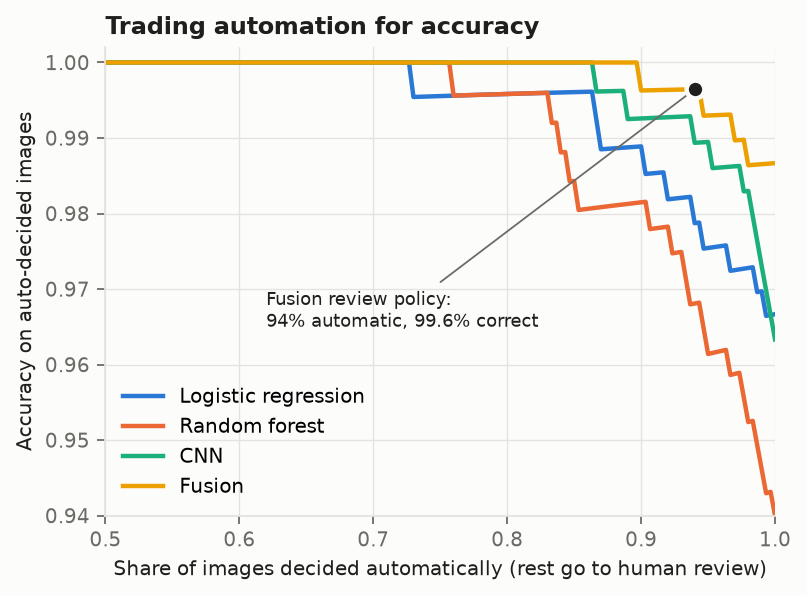 Trading automation for accuracy
Accuracy on auto-decided images
1.00
0.99
0.98
0.97
0.96
0.95
0.94
Fusion review policy:
94% automatic, 99.6% correct
Logistic regression
Random forest
CNN
Fusion
0.5 0.6 0.7 0.8 0.9 1.0
Share of images decided automatically (rest go to human review)